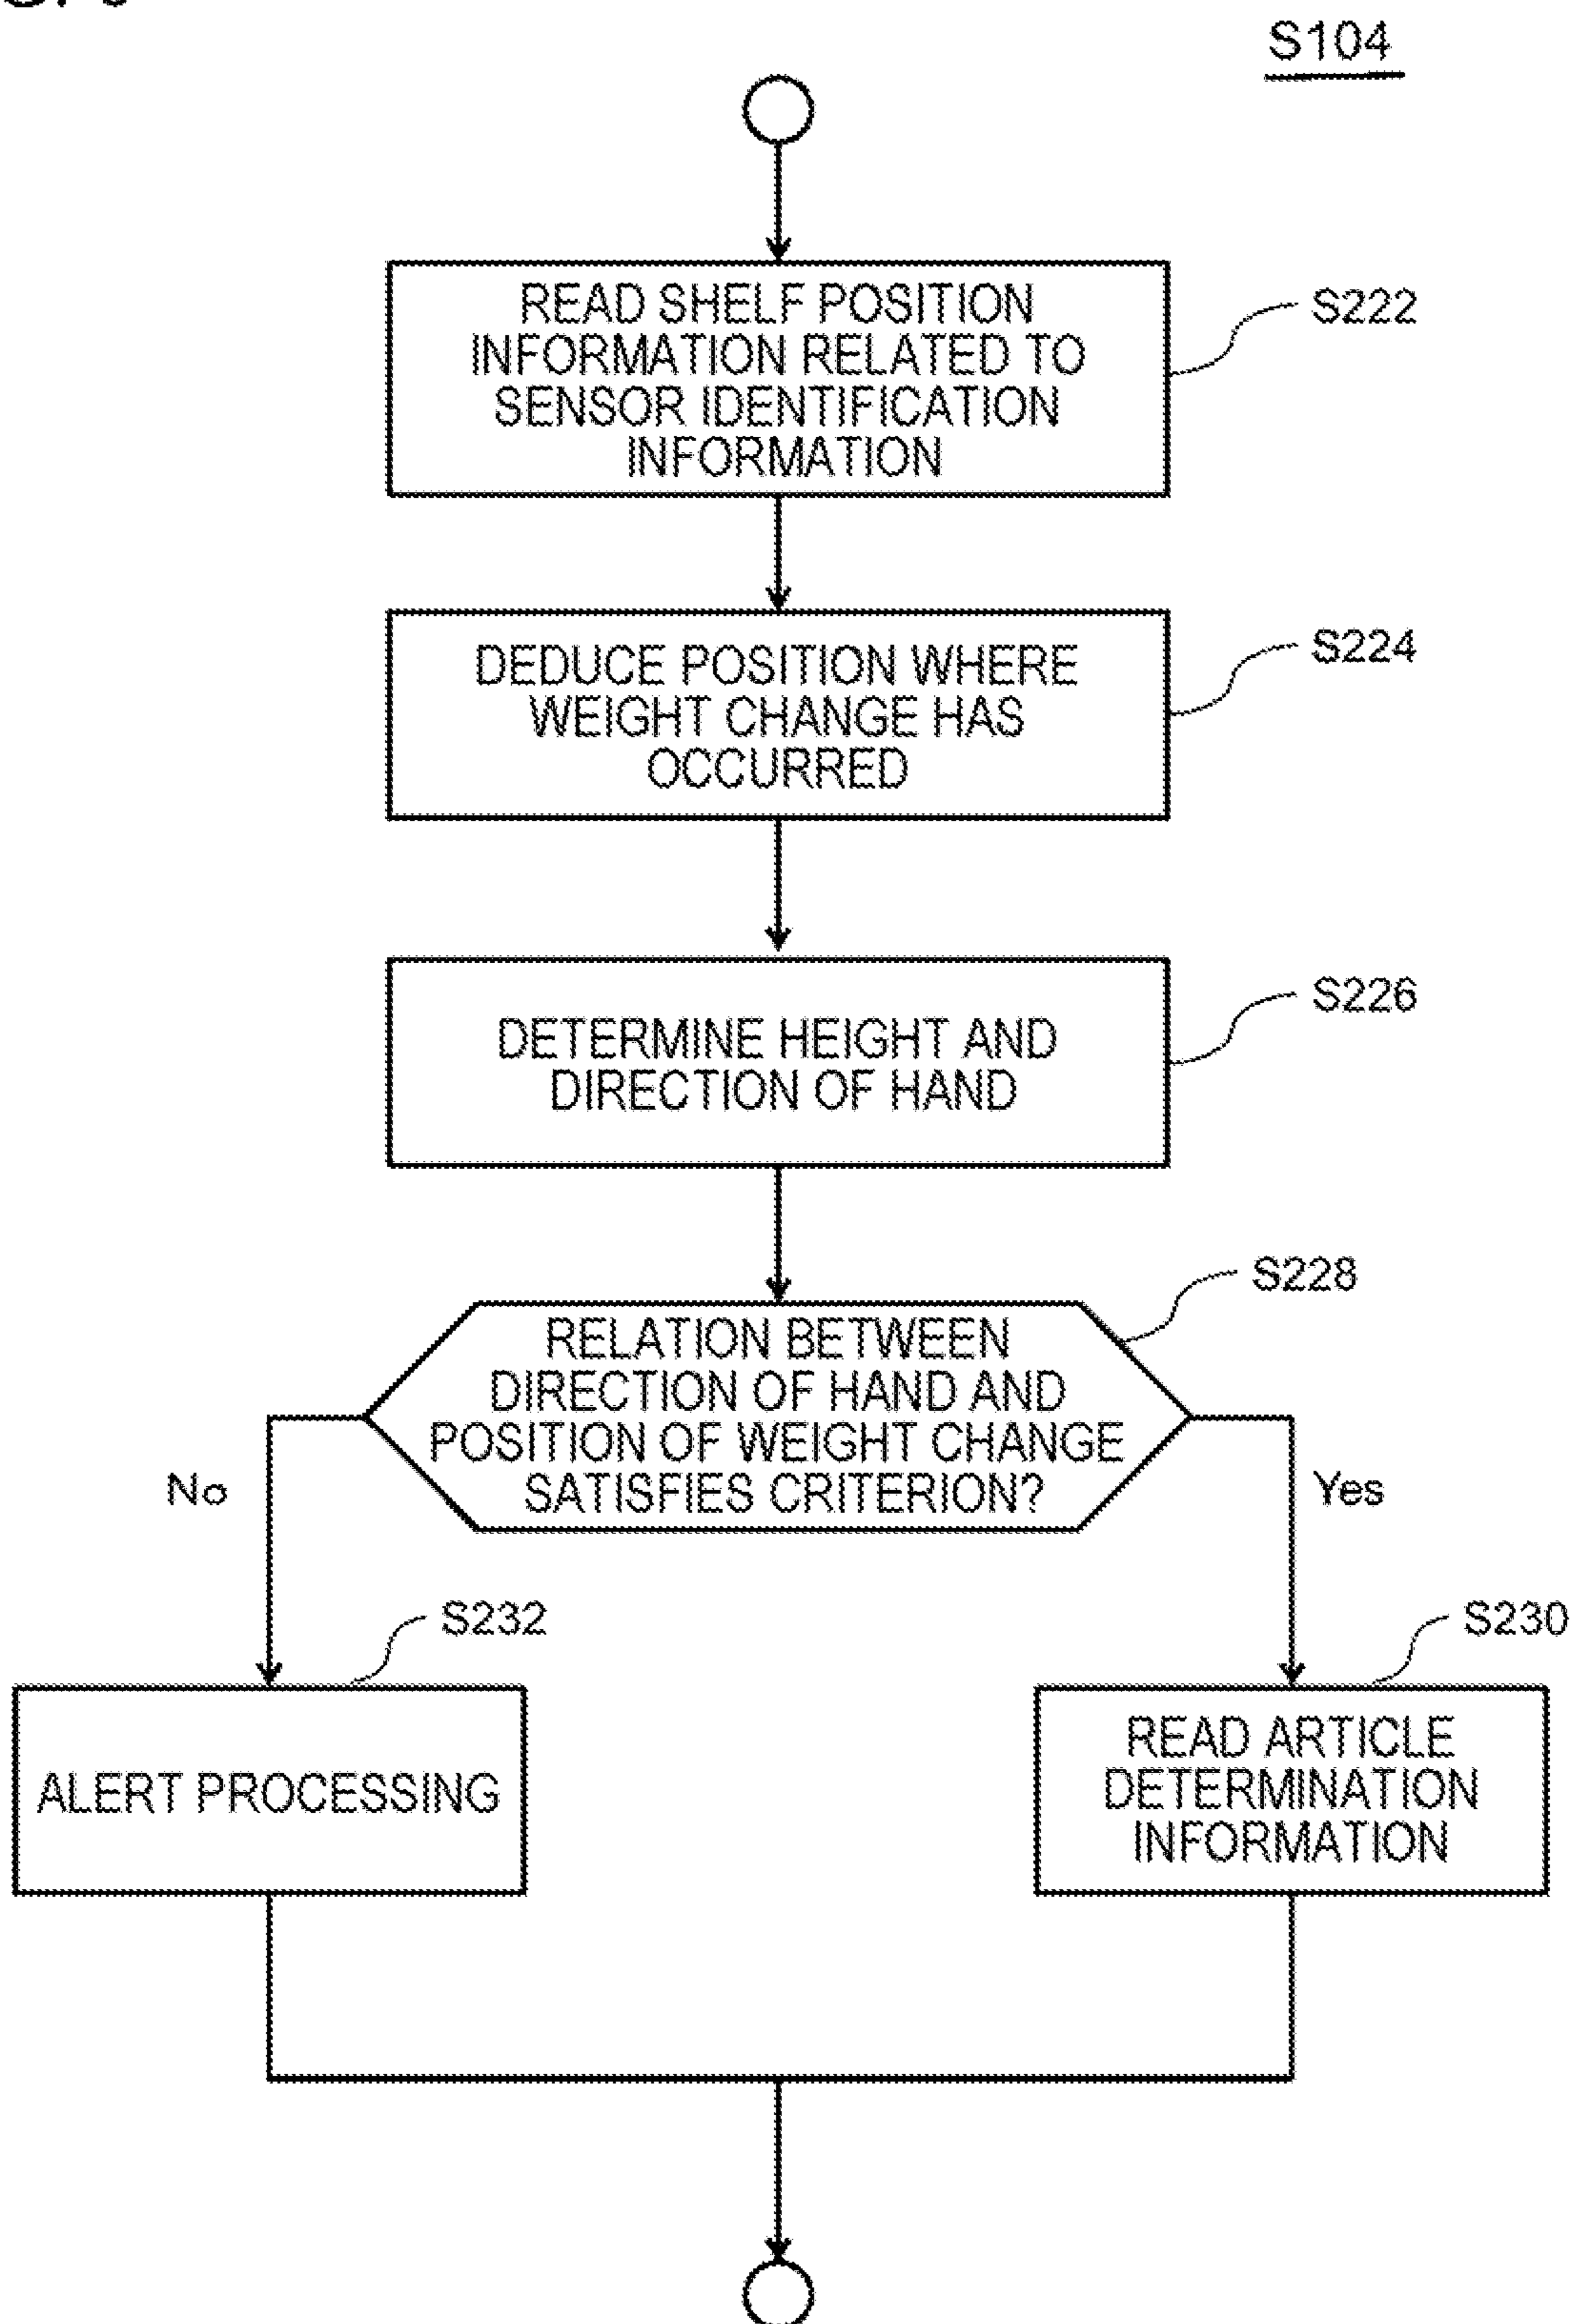 S104
READ SHELF POSITION
INFORMATION RELATED TO
SENSOR IDENTIFICATION
INFORMATION
S222
DEDUCE POSITION WHERE
WEIGHT CHANGE HAS
OCCURRED
S224
DETERMINE HEIGHT AND
DIRECTION OF HAND
S226
RELATION BETWEEN
DIRECTION OF HAND AND
POSITION OF WEIGHT CHANGE
SATISFIES CRITERION?
S228
No
Yes
S232
ALERT PROCESSING
S230
READ ARTICLE
DETERMINATION
INFORMATION